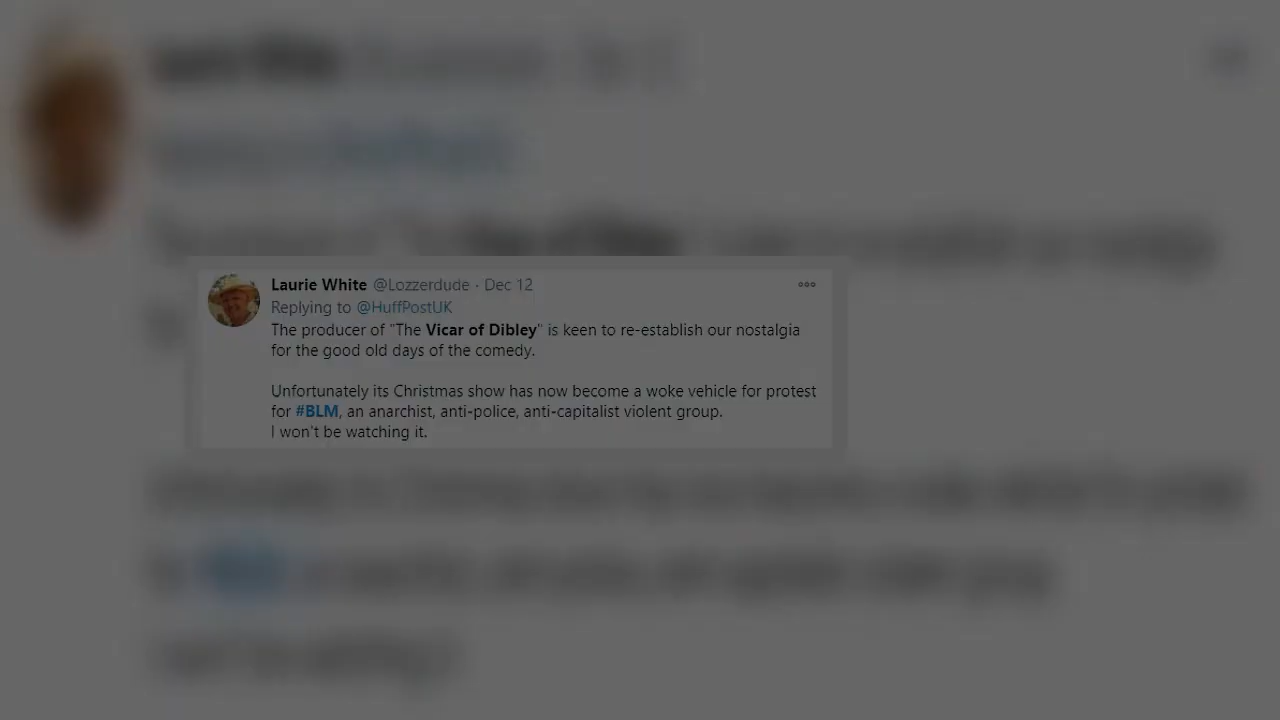 Laurie White @Lozzerdude · Dec 12
Replying to @HuffPostUK
The producer of "The Vicar of Dibley" is keen to re-establish our nostalgia
for the good old days of the comedy.
Unfortunately its Christmas show has now become a woke vehicle for protest
for #BLM, an anarchist, anti-police, anti-capitalist violent group.
I won't be watching it.